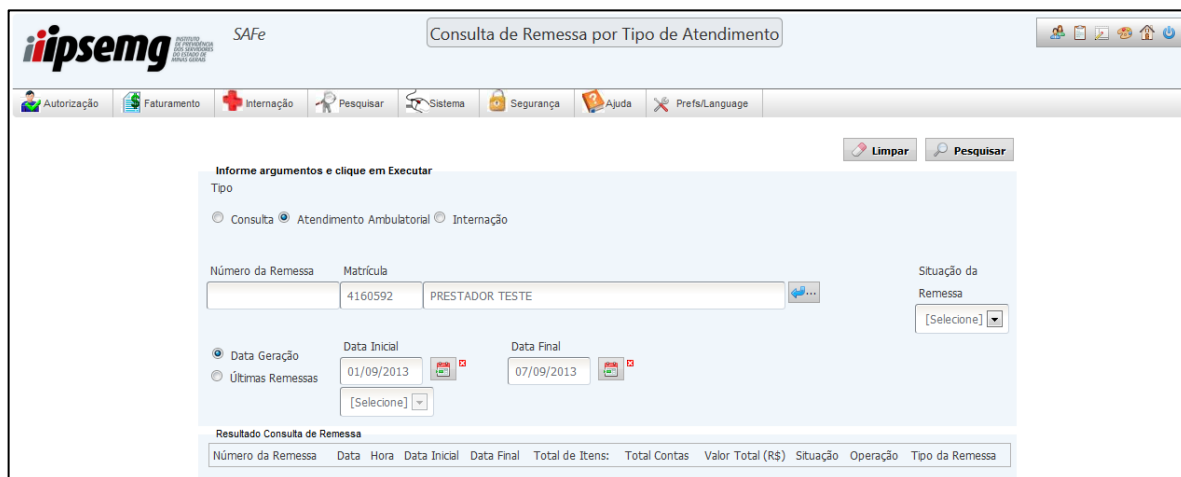 ipsemg INSTITUTO DE PREVIDÊNCIA DOS SERVIDORES DO ESTADO DE MINAS GERAIS
SAFe
Consulta de Remessa por Tipo de Atendimento
Autorização Faturamento Internação Pesquisar Sistema Segurança Ajuda Prefs/Language
Limpar Pesquisar
Informe argumentos e clique em Executar
Tipo
Consulta Atendimento Ambulatorial Internação
Número da Remessa Matrícula Situação da
Remessa
4160592 PRESTADOR TESTE ...
[Selecione]
Data Inicial Data Final
Data Geração
01/09/2013 07/09/2013
Últimas Remessas
[Selecione]
Resultado Consulta de Remessa
Número da Remessa Data Hora Data Inicial Data Final Total de Itens: Total Contas Valor Total (R$) Situação Operação Tipo da Remessa